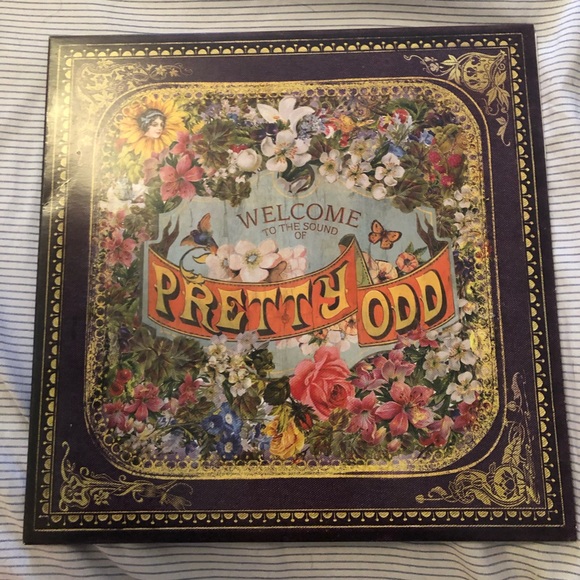 WELCOME
TO THE SOUND
OF
PRETTY ODD